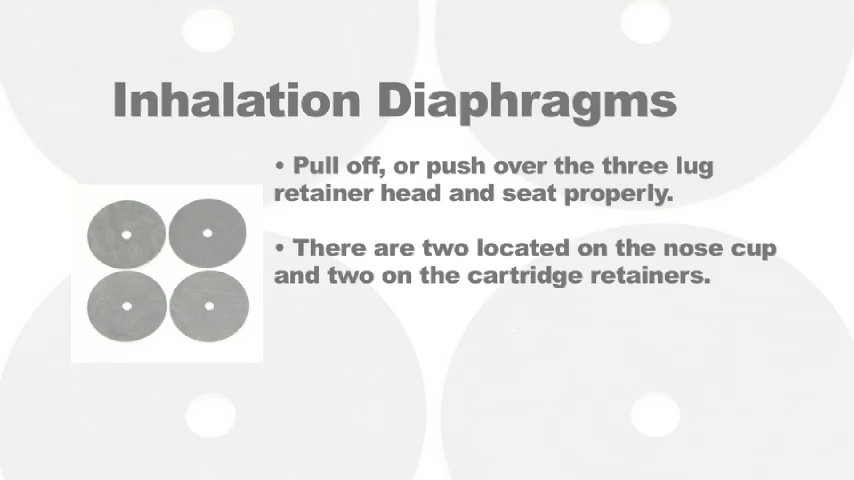 Inhalation Diaphragms
• Pull off, or push over the three lug
retainer head and seat properly.
• There are two located on the nose cup
and two on the cartridge retainers.